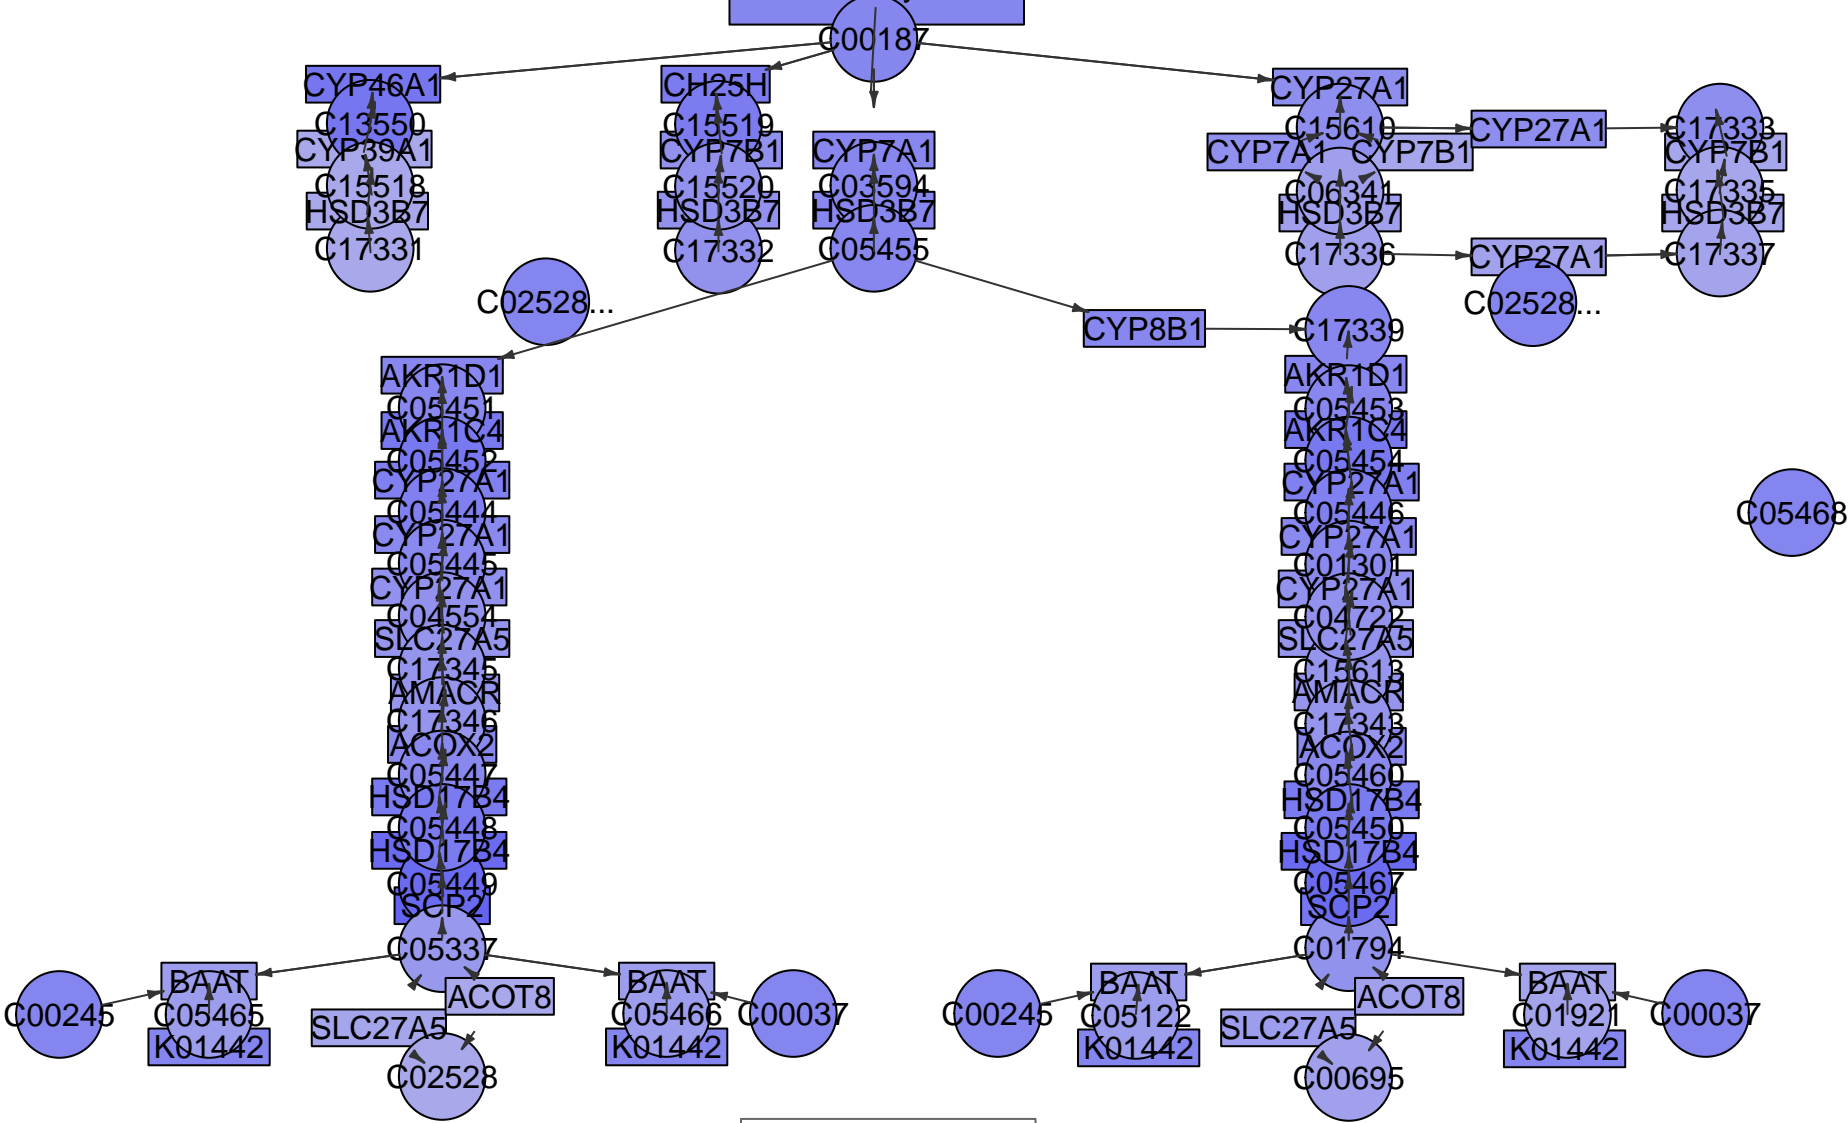 C00187
CYP46A1
C13550
CYP39A1
C15518
HSD3B7
C17331
CH25H
C15519
CYP7B1
C15520
HSD3B7
C17332
CYP7A1
C03594
HSD3B7
C05455
CYP27A1
C15610
CYP7A1
CYP7B1
C06341
HSD3B7
C17336
CYP27A1
CYP27A1
C17333
CYP7B1
C17335
HSD3B7
C17337
C02528...
C02528...
CYP8B1
C17339
AKR1D1
C05451
AKR1C4
C05452
CYP27A1
C05444
CYP27A1
C05445
CYP27A1
C04554
SLC27A5
C17345
AMACR
C17346
ACOX2
C05447
HSD17B4
C05448
HSD17B4
C05449
SCP2
C05337
AKR1D1
C05453
AKR1C4
C05454
CYP27A1
C05446
CYP27A1
C01301
CYP27A1
C04722
SLC27A5
C15613
AMACR
C17343
ACOX2
C05460
HSD17B4
C05450
HSD17B4
C05467
SCP2
C01794
C05468
C00245
BAAT
C05465
K01442
SLC27A5
ACOT8
C02528
BAAT
C05466
K01442
C00037
C00245
BAAT
C05122
K01442
SLC27A5
ACOT8
C00695
BAAT
C01921
K01442
C00037